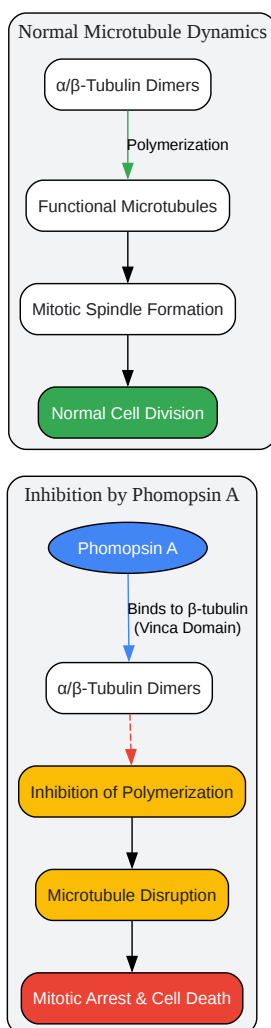 Normal Microtubule Dynamics
α/β-Tubulin Dimers
Polymerization
Functional Microtubules
Mitotic Spindle Formation
Normal Cell Division
Inhibition by Phomopsin A
Phomopsin A
Binds to β-tubulin
(Vinca Domain)
α/β-Tubulin Dimers
Inhibition of Polymerization
Microtubule Disruption
Mitotic Arrest & Cell Death